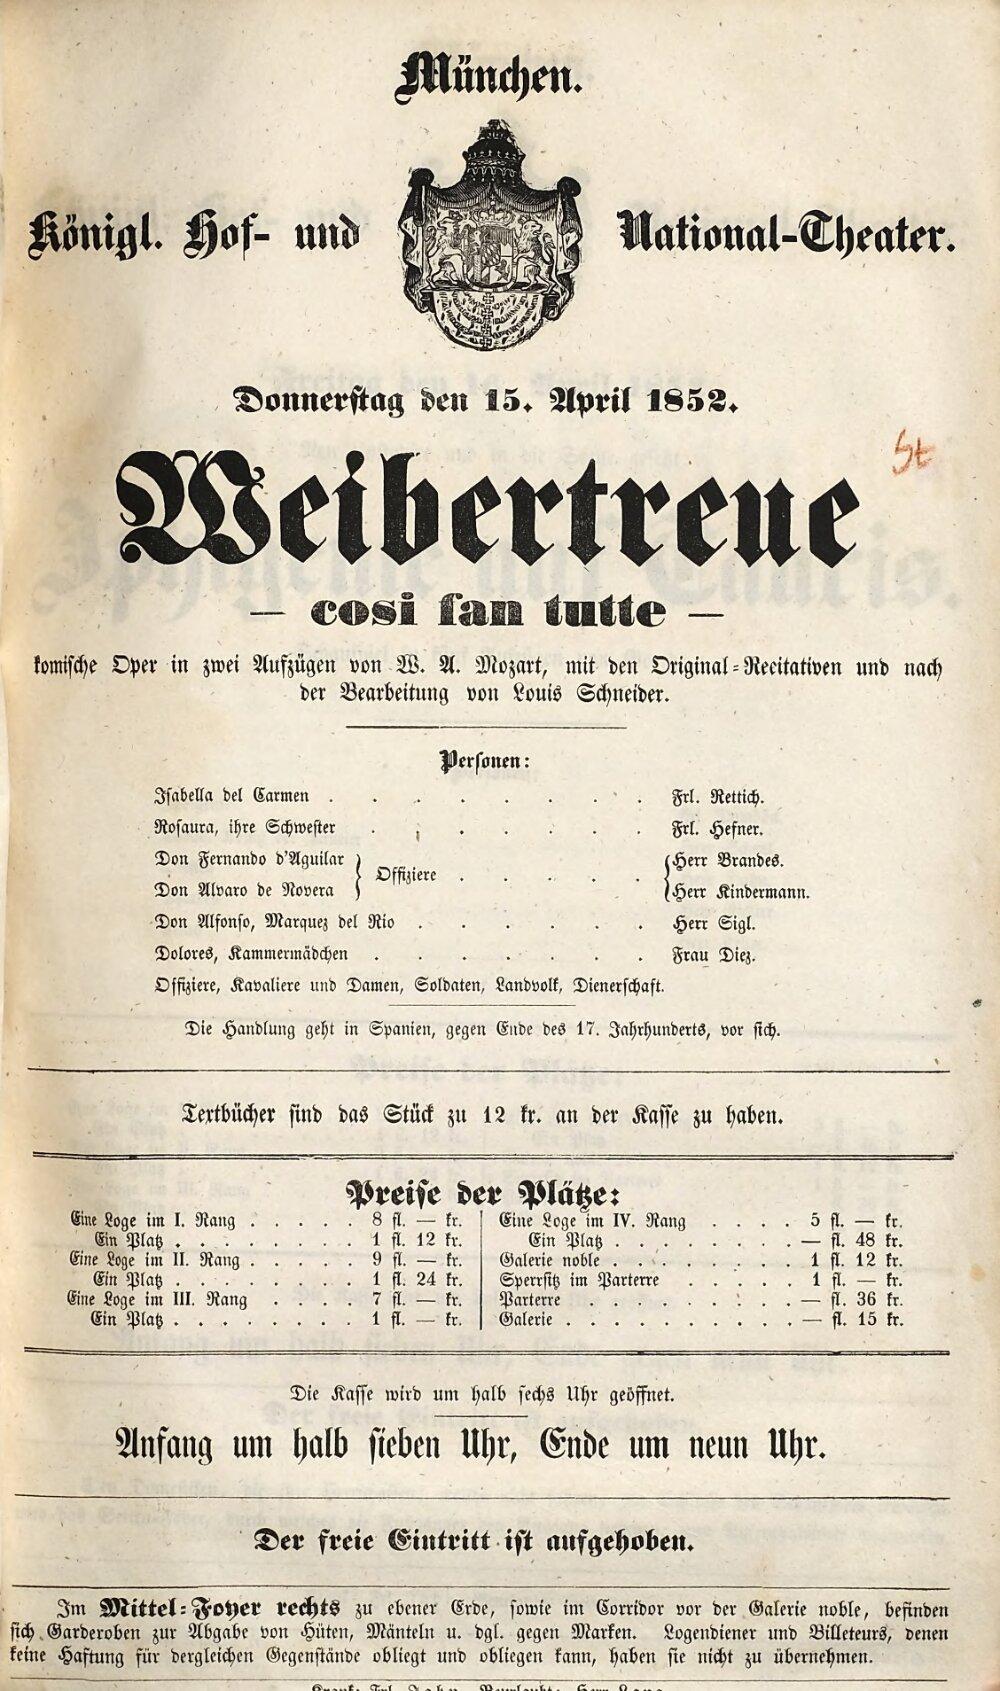 München.
Königl. Hof- und National-Theater.
Donnerstag den 15. April 1852.
St
Weibertreue
— cosi fan tutte —
komische Oper in zwei Aufzügen von W. A. Mozart, mit den Original-Recitativen und nach
der Bearbeitung von Louis Schneider.
Personen:
Isabella del Carmen . . . . . . . . Frl. Rettich.
Rosaura, ihre Schwester . . . . . . . Frl. Hefner.
Don Fernando d'Aguilar } Offiziere . . . . . { Herr Brandes.
Don Alvaro de Novera } { Herr Kindermann.
Don Alfonso, Marquez del Rio . . . . . . Herr Sigl.
Dolores, Kammermädchen . . . . . . . Frau Diez.
Offiziere, Kavaliere und Damen, Soldaten, Landvolk, Dienerschaft.
Die Handlung geht in Spanien, gegen Ende des 17. Jahrhunderts, vor sich.
Textbücher sind das Stück zu 12 kr. an der Kasse zu haben.
Preise der Plätze:
Eine Loge im I. Rang . . . . . 8 fl. — kr.
Ein Platz . . . . . . . . 1 fl. 12 kr.
Eine Loge im II. Rang . . . . . 9 fl. — kr.
Ein Platz . . . . . . . . 1 fl. 24 kr.
Eine Loge im III. Rang . . . . 7 fl. — kr.
Ein Platz . . . . . . . . 1 fl. — kr.
Eine Loge im IV. Rang . . . . 5 fl. — kr.
Ein Platz . . . . . . . — fl. 48 kr.
Galerie noble . . . . . . . 1 fl. 12 kr.
Sperrsitz im Parterre . . . . . 1 fl. — kr.
Parterre . . . . . . . . — fl. 36 kr.
Galerie . . . . . . . . . — fl. 15 kr.
Die Kasse wird um halb sechs Uhr geöffnet.
Anfang um halb sieben Uhr, Ende um neun Uhr.
Der freie Eintritt ist aufgehoben.
Im Mittel-Foyer rechts zu ebener Erde, sowie im Corridor vor der Galerie noble, befinden
sich Garderoben zur Abgabe von Hüten, Mänteln u. dgl. gegen Marken. Logendiener und Billeteurs, denen
keine Haftung für dergleichen Gegenstände obliegt und obliegen kann, haben sie nicht zu übernehmen.